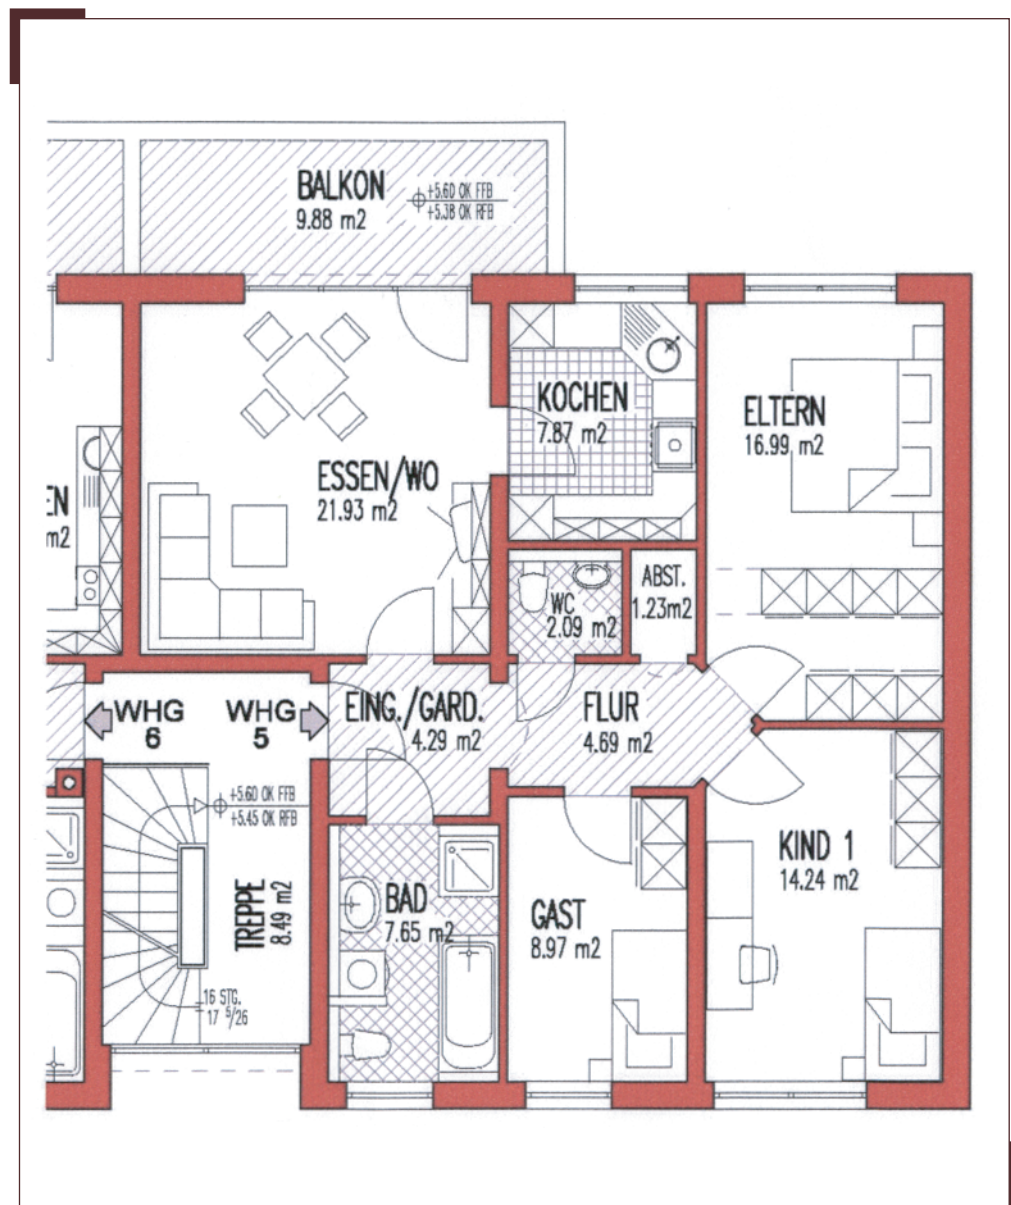 BALKON
9.88 m2
+5.60 OK FFB
+5.38 OK RFB
KOCHEN
7.87 m2
ELTERN
16.99 m2
ESSEN/WO
21.93 m2
EN
m2
ABST.
1.23m2
WC
2.09 m2
WHG
6
WHG
5
EING./GARD.
4.29 m2
FLUR
4.69 m2
+5.60 OK FFB
+5.45 OK RFB
KIND 1
14.24 m2
TREPPE
8.49 m2
BAD
7.65 m2
GAST
8.97 m2
16 STG.
17 5/26